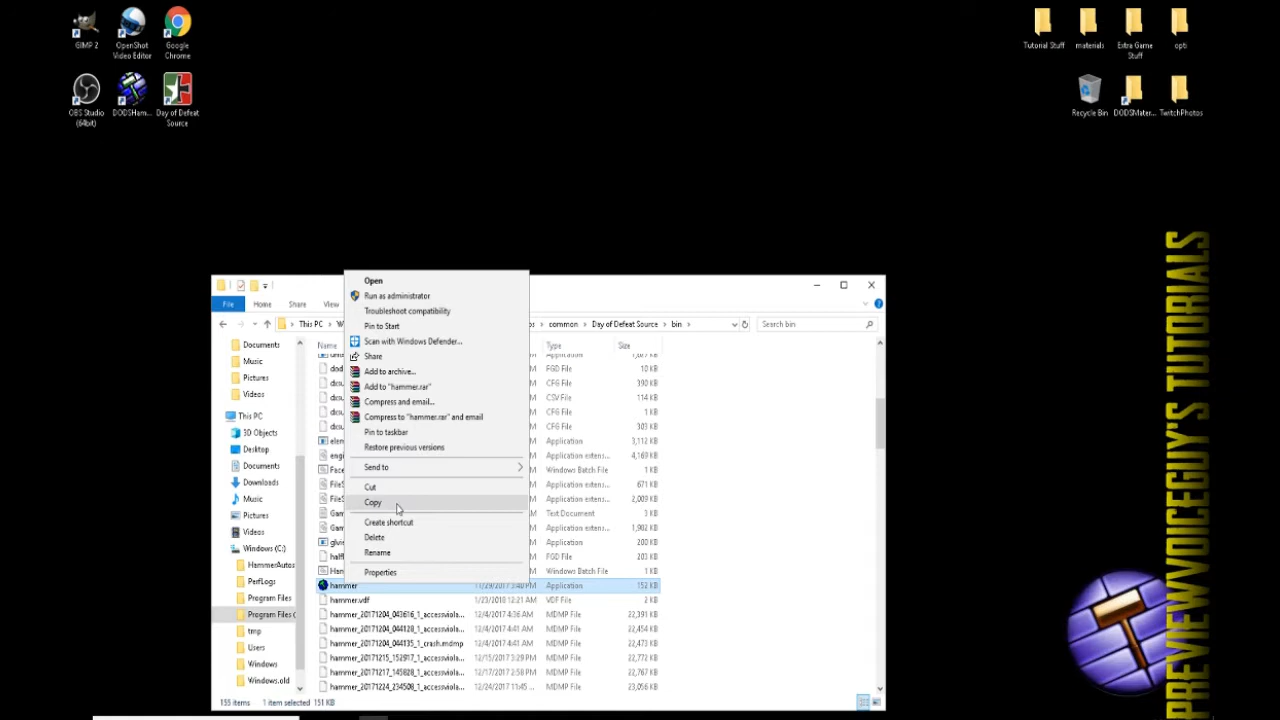 GIMP 2
OpenShot
Video Editor
Google
Chrome
OBS Studio
(64bit)
DODSHam...
Day of Defeat
Source
Tutorial Stuff
materials
Extra Game
Stuff
opti
Recycle Bin
DODSMater...
TwitchPhotos
PREVIEWVOICEGUY'S TUTORIALS
File
Home
Share
View
This PC
common
Day of Defeat Source
bin
Search bin
Documents
Music
Pictures
Videos
This PC
3D Objects
Desktop
Documents
Downloads
Music
Pictures
Videos
Windows (C:)
HammerAutos
PerfLogs
Program Files
Program Files (
tmp
Users
Windows
Windows.old
Open
Run as administrator
Troubleshoot compatibility
Pin to Start
Scan with Windows Defender...
Share
Add to archive...
Add to "hammer.rar"
Compress and email...
Compress to "hammer.rar" and email
Pin to taskbar
Restore previous versions
Send to
Cut
Copy
Create shortcut
Delete
Rename
Properties
Name
Type
Size
FGD File 10 KB
CFG File 390 KB
CSV File 114 KB
CFG File 1 KB
CFG File 303 KB
Application 3,112 KB
Application extens... 4,169 KB
Windows Batch File 1 KB
Application extens... 671 KB
Application extens... 2,009 KB
Text Document 3 KB
Application extens... 1,902 KB
Application extens... 200 KB
FGD File
Windows Batch File 1 KB
hammer 11/29/2017 3:40 PM Application 152 KB
hammer.vdf 1/23/2018 12:21 AM VDF File 2 KB
hammer_20171204_043616_1_accessviola... 12/4/2017 4:36 AM MDMP File 22,391 KB
hammer_20171204_044128_1_accessviola... 12/4/2017 4:41 AM MDMP File 22,454 KB
hammer_20171204_044135_1_crash.mdmp 12/4/2017 4:41 AM MDMP File 22,473 KB
hammer_20171215_152917_1_accessviola... 12/15/2017 3:29 PM MDMP File 22,772 KB
hammer_20171217_145828_1_accessviola... 12/17/2017 2:58 PM MDMP File 22,767 KB
hammer_20171224_234508_1_accessviola... 12/24/2017 11:45 ... MDMP File 23,056 KB
155 items
1 item selected 151 KB